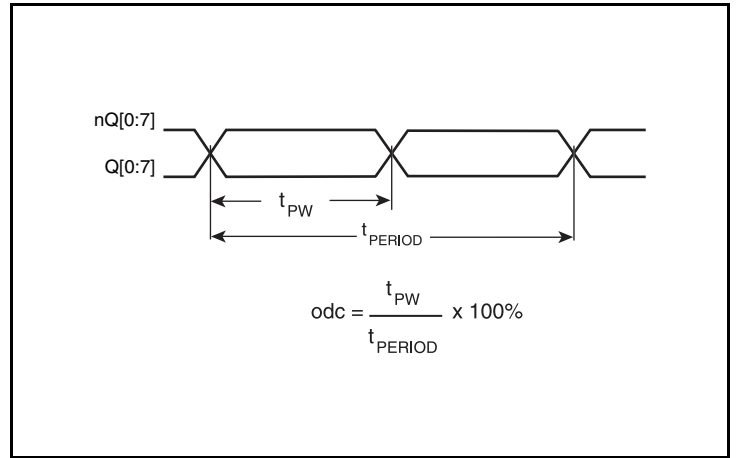 nQ[0:7]
Q[0:7]
tPW
tPERIOD
odc = tPW / tPERIOD x 100%